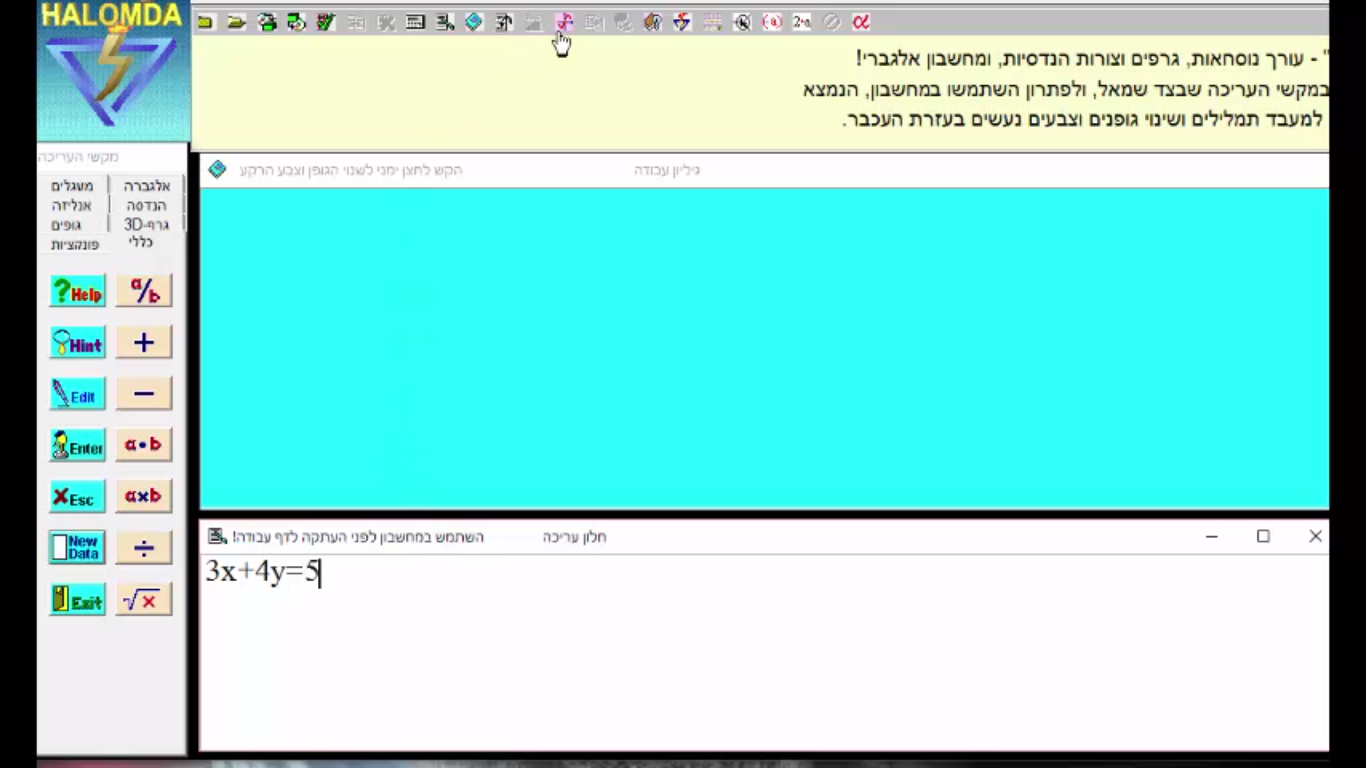 HALOMDA
" - עורך נוסחאות, גרפים וצורות הנדסיות, ומחשבון אלגברי!
במקשי העריכה שבצד שמאל, ולפתרון השתמשו במחשבון, הנמצא
למעבד תמלילים ושינוי גופנים וצבעים נעשים בעזרת העכבר.
מקשי העריכה
גיליון עבודה הקש לחצן ימני לשנוי הגופן וצבע הרקע
אלגברה מעגלים
הנדסה אנליזה
גרף-3D גופים
כללי פונקציות
?Help a/b
Hint +
Edit −
Enter a•b
Esc a×b
New Data ÷
Exit √x
חלון עריכה השתמש במחשבון לפני העתקה לדף עבודה!
3x+4y=5